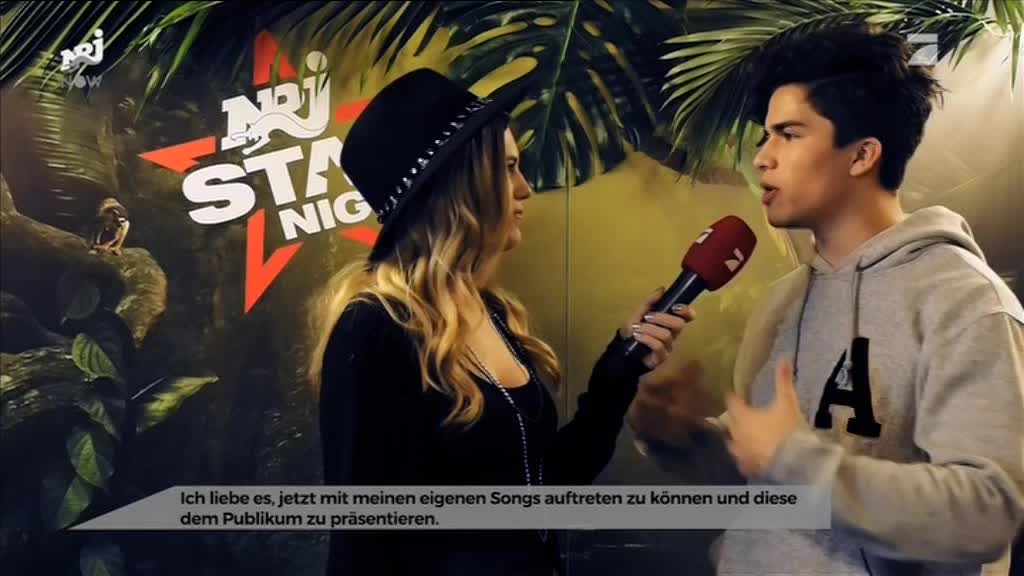 NRJ
NOW
7
NRJ
STA
NIG
A
Ich liebe es, jetzt mit meinen eigenen Songs auftreten zu können und diese
dem Publikum zu präsentieren.